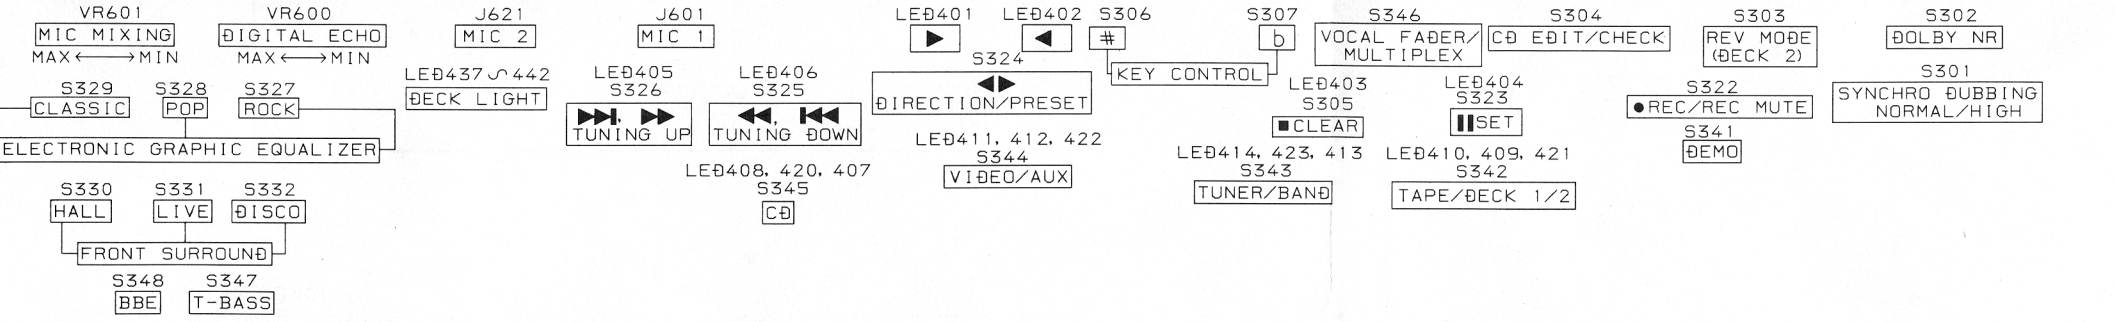 VR601
MIC MIXING
MAX ←→ MIN
VR600
DIGITAL ECHO
MAX ←→ MIN
J621
MIC 2
J601
MIC 1
LED401
▶
LED402
◀
S306
#
S307
b
KEY CONTROL
S346
VOCAL FADER/
MULTIPLEX
S304
CD EDIT/CHECK
S303
REV MODE
(DECK 2)
S302
DOLBY NR
S329
CLASSIC
S328
POP
S327
ROCK
ELECTRONIC GRAPHIC EQUALIZER
LED437 ∽ 442
DECK LIGHT
LED405
S326
▶▶|, ▶▶
TUNING UP
LED406
S325
◀◀, |◀◀
TUNING DOWN
S324
◀▶
DIRECTION/PRESET
LED403
S305
■CLEAR
LED404
S323
❚❚SET
S322
●REC/REC MUTE
S301
SYNCHRO DUBBING
NORMAL/HIGH
S341
DEMO
LED408, 420, 407
S345
CD
LED411, 412, 422
S344
VIDEO/AUX
LED414, 423, 413
S343
TUNER/BAND
LED410, 409, 421
S342
TAPE/DECK 1/2
S330
HALL
S331
LIVE
S332
DISCO
FRONT SURROUND
S348
BBE
S347
T-BASS